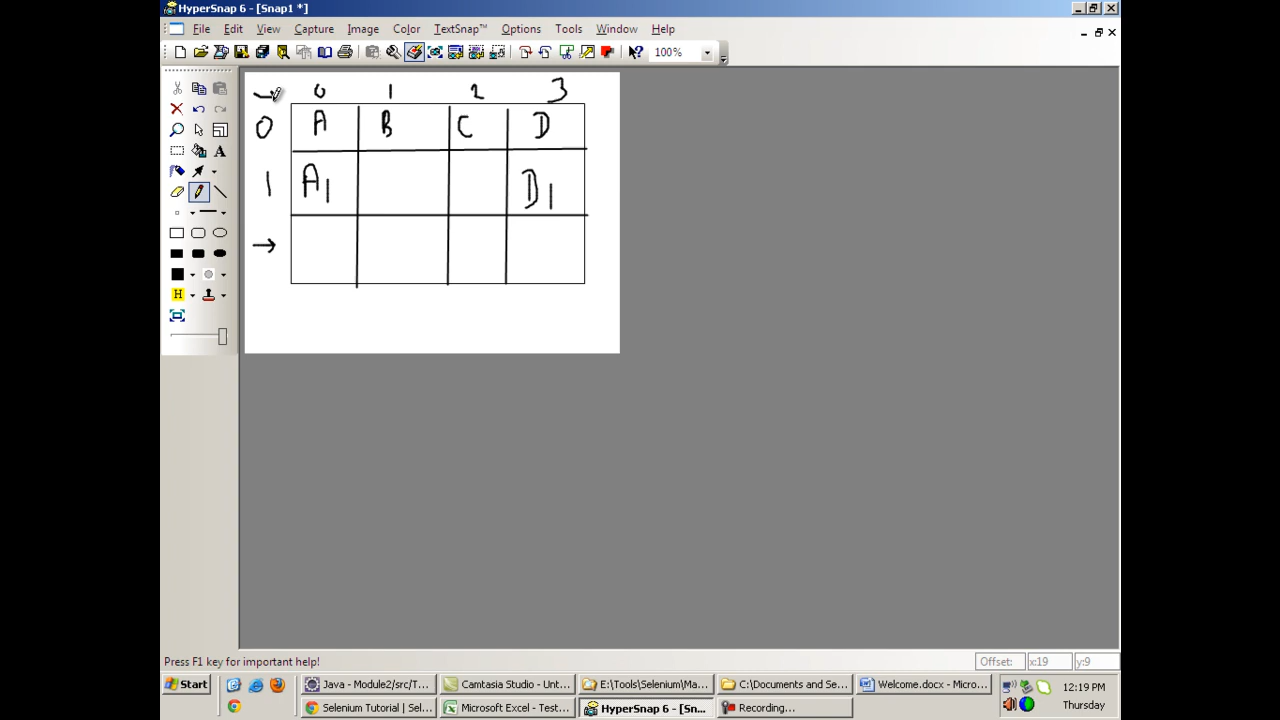 HyperSnap 6 - [Snap1 *]
File Edit View Capture Image Color TextSnap™ Options Tools Window Help
100%
0 1 2 3
0 A B C D
1 A1 D1
→
A
H
Press F1 key for important help!
Offset: x:19 y:9
Start Java - Module2/src/T... Camtasia Studio - Unt... E:\Tools\Selenium\Ma... C:\Documents and Se... Welcome.docx - Micro... 12:19 PM
Selenium Tutorial | Sel... Microsoft Excel - Test... HyperSnap 6 - [Sn... Recording... Thursday